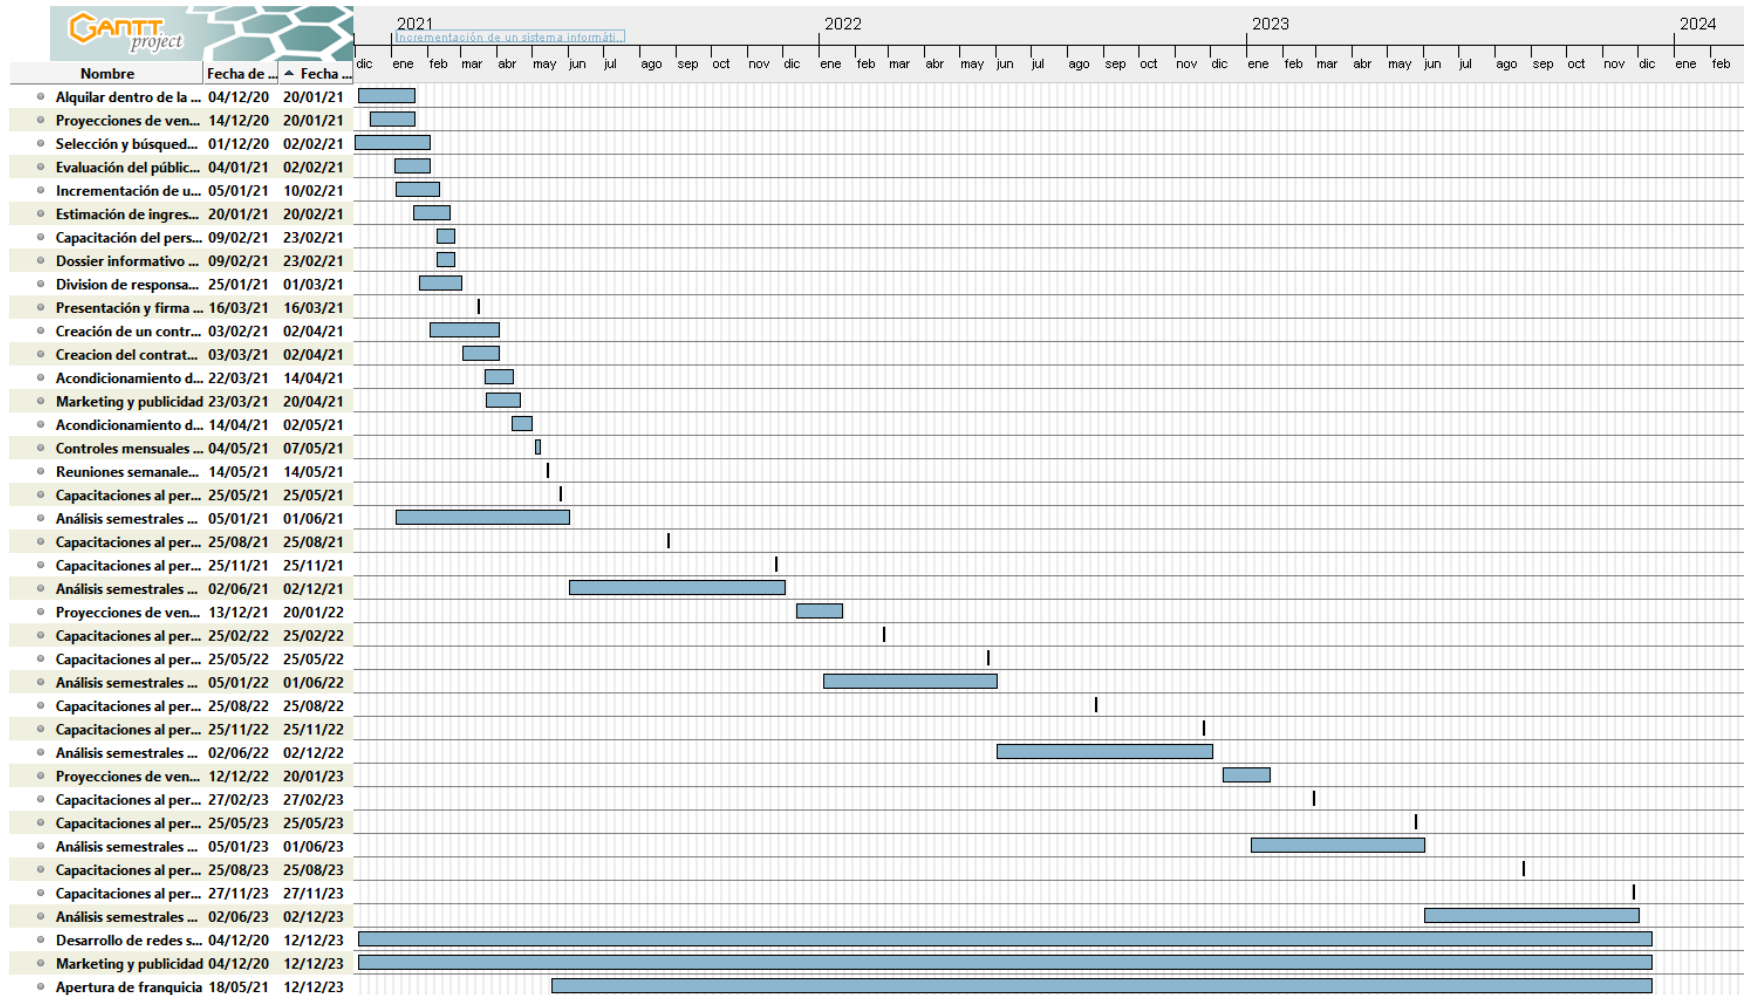 GANTT
project
2021
2022
2023
2024
Incrementación de un sistema informáti...
dic ene feb mar abr may jun jul ago sep oct nov dic ene feb mar abr may jun jul ago sep oct nov dic ene feb mar abr may jun jul ago sep oct nov dic ene feb
Nombre Fecha de ... Fecha ...
Alquilar dentro de la ... 04/12/20 20/01/21
Proyecciones de ven... 14/12/20 20/01/21
Selección y búsqued... 01/12/20 02/02/21
Evaluación del públic... 04/01/21 02/02/21
Incrementación de u... 05/01/21 10/02/21
Estimación de ingres... 20/01/21 20/02/21
Capacitación del pers... 09/02/21 23/02/21
Dossier informativo ... 09/02/21 23/02/21
Division de responsa... 25/01/21 01/03/21
Presentación y firma ... 16/03/21 16/03/21
Creación de un contr... 03/02/21 02/04/21
Creacion del contrat... 03/03/21 02/04/21
Acondicionamiento d... 22/03/21 14/04/21
Marketing y publicidad 23/03/21 20/04/21
Acondicionamiento d... 14/04/21 02/05/21
Controles mensuales ... 04/05/21 07/05/21
Reuniones semanale... 14/05/21 14/05/21
Capacitaciones al per... 25/05/21 25/05/21
Análisis semestrales ... 05/01/21 01/06/21
Capacitaciones al per... 25/08/21 25/08/21
Capacitaciones al per... 25/11/21 25/11/21
Análisis semestrales ... 02/06/21 02/12/21
Proyecciones de ven... 13/12/21 20/01/22
Capacitaciones al per... 25/02/22 25/02/22
Capacitaciones al per... 25/05/22 25/05/22
Análisis semestrales ... 05/01/22 01/06/22
Capacitaciones al per... 25/08/22 25/08/22
Capacitaciones al per... 25/11/22 25/11/22
Análisis semestrales ... 02/06/22 02/12/22
Proyecciones de ven... 12/12/22 20/01/23
Capacitaciones al per... 27/02/23 27/02/23
Capacitaciones al per... 25/05/23 25/05/23
Análisis semestrales ... 05/01/23 01/06/23
Capacitaciones al per... 25/08/23 25/08/23
Capacitaciones al per... 27/11/23 27/11/23
Análisis semestrales ... 02/06/23 02/12/23
Desarrollo de redes s... 04/12/20 12/12/23
Marketing y publicidad 04/12/20 12/12/23
Apertura de franquicia 18/05/21 12/12/23